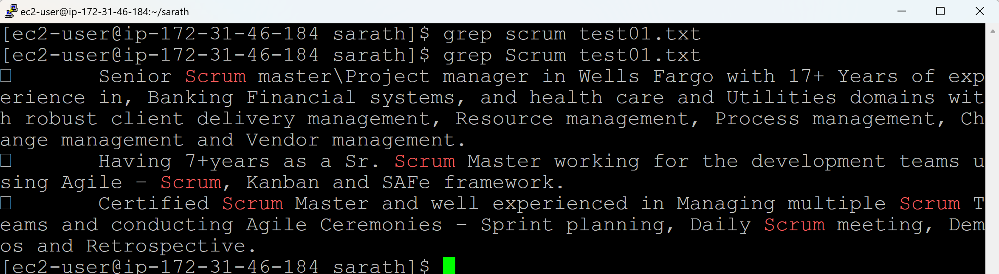 ec2-user@ip-172-31-46-184:~/sarath
[ec2-user@ip-172-31-46-184 sarath]$ grep scrum test01.txt
[ec2-user@ip-172-31-46-184 sarath]$ grep Scrum test01.txt
□       Senior Scrum master\Project manager in Wells Fargo with 17+ Years of exp
erience in, Banking Financial systems, and health care and Utilities domains wit
h robust client delivery management, Resource management, Process management, Ch
ange management and Vendor management.
□       Having 7+years as a Sr. Scrum Master working for the development teams u
sing Agile – Scrum, Kanban and SAFe framework.
□       Certified Scrum Master and well experienced in Managing multiple Scrum T
eams and conducting Agile Ceremonies – Sprint planning, Daily Scrum meeting, Dem
os and Retrospective.
[ec2-user@ip-172-31-46-184 sarath]$